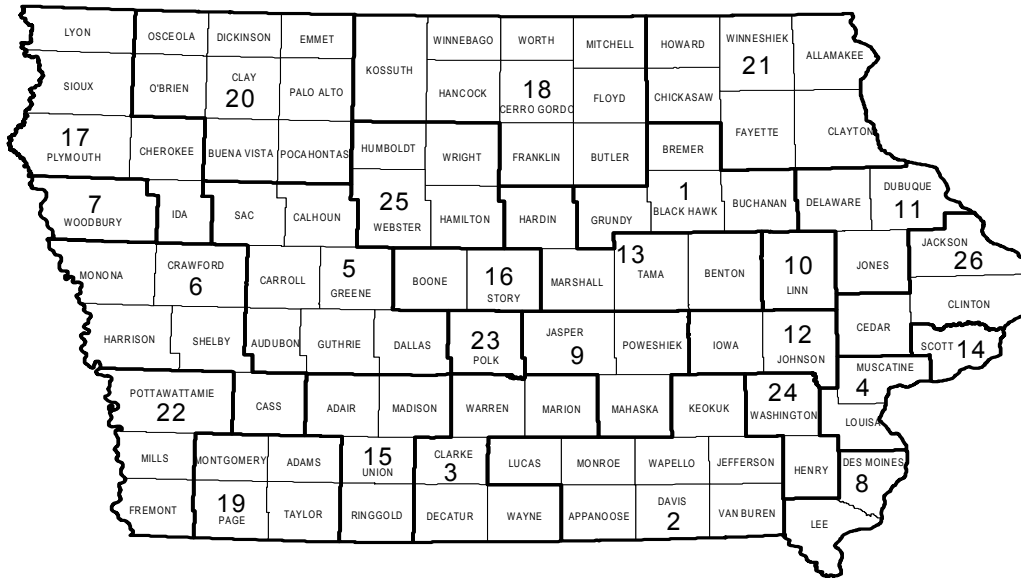 LYON
OSCEOLA
DICKINSON
EMMET
KOSSUTH
WINNEBAGO
WORTH
MITCHELL
HOWARD
WINNESHIEK
21
ALLAMAKEE
SIOUX
O'BRIEN
CLAY
20
PALO ALTO
HANCOCK
18
CERRO GORDO
FLOYD
CHICKASAW
FAYETTE
CLAYTON
17
PLYMOUTH
CHEROKEE
BUENA VISTA
POCAHONTAS
HUMBOLDT
WRIGHT
FRANKLIN
BUTLER
BREMER
7
WOODBURY
IDA
SAC
CALHOUN
25
WEBSTER
HAMILTON
HARDIN
GRUNDY
1
BLACK HAWK
BUCHANAN
DELAWARE
DUBUQUE
11
MONONA
CRAWFORD
6
CARROLL
5
GREENE
BOONE
16
STORY
MARSHALL
13
TAMA
BENTON
10
LINN
JONES
JACKSON
26
CLINTON
HARRISON
SHELBY
AUDUBON
GUTHRIE
DALLAS
23
POLK
JASPER
9
POWESHIEK
IOWA
12
JOHNSON
CEDAR
SCOTT 14
MUSCATINE
4
POTTAWATTAMIE
22
CASS
ADAIR
MADISON
WARREN
MARION
MAHASKA
KEOKUK
24
WASHINGTON
LOUISA
MILLS
MONTGOMERY
ADAMS
15
UNION
CLARKE
3
LUCAS
MONROE
WAPELLO
JEFFERSON
HENRY
DES MOINES
8
FREMONT
19
PAGE
TAYLOR
RINGGOLD
DECATUR
WAYNE
APPANOOSE
DAVIS
2
VAN BUREN
LEE